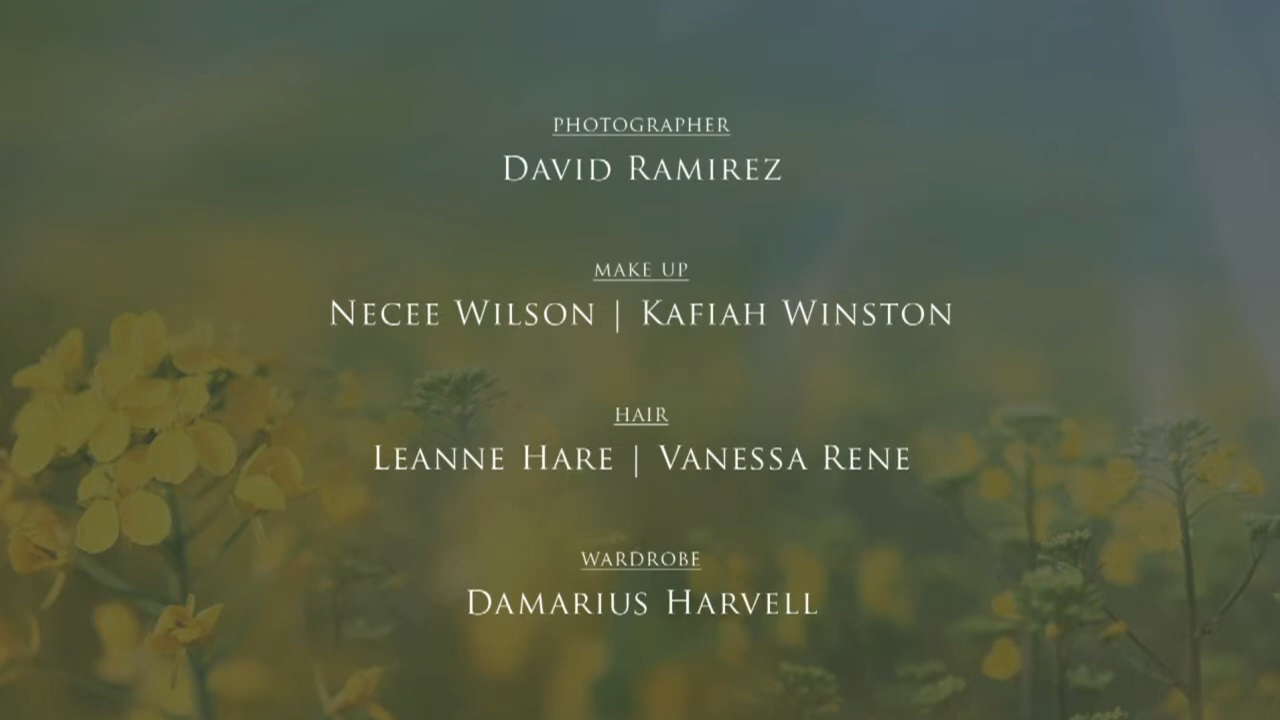 PHOTOGRAPHER
DAVID RAMIREZ
MAKE UP
NECEE WILSON | KAFIAH WINSTON
HAIR
LEANNE HARE | VANESSA RENE
WARDROBE
DAMARIUS HARVELL